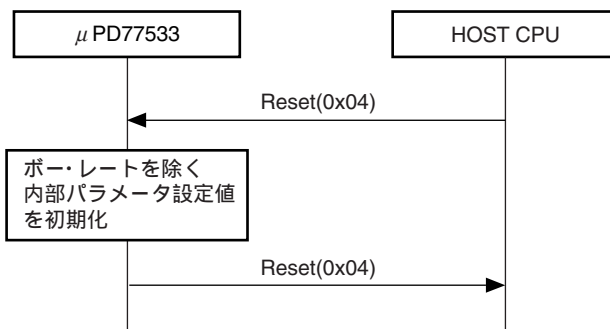 μ PD77533
HOST CPU
Reset(0x04)
ボー・レートを除く
内部パラメータ設定値
を初期化
Reset(0x04)